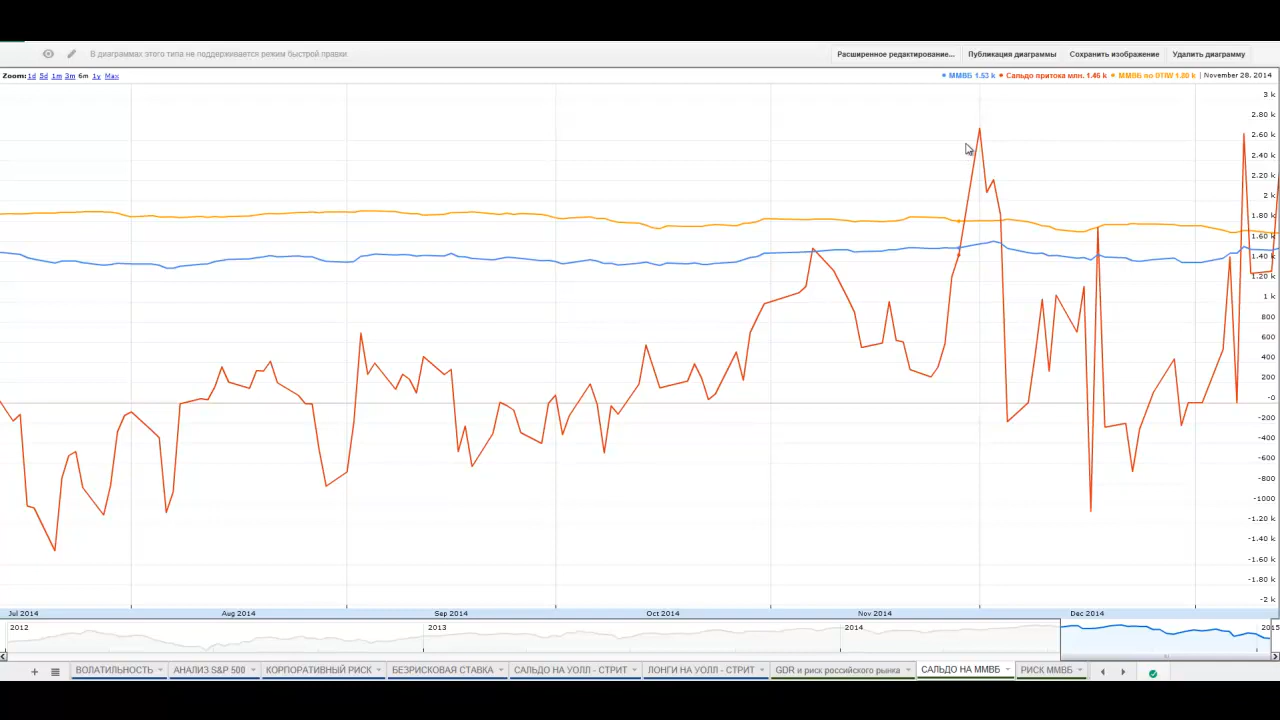 В диаграммах этого типа не поддерживается режим быстрой правки
Расширенное редактирование... Публикация диаграммы Сохранить изображение Удалить диаграмму
Zoom: 1d 5d 1m 3m 6m 1y Max
ММВБ 1.53 k Сальдо притока млн. 1.46 k ММВБ по DTIW 1.80 k | November 28, 2014
3 k
2.80 k
2.60 k
2.40 k
2.20 k
2 k
1.80 k
1.60 k
1.40 k
1.20 k
1 k
800
600
400
200
-0
-200
-400
-600
-800
-1000
-1.20 k
-1.40 k
-1.60 k
-1.80 k
-2 k
Jul 2014 Aug 2014 Sep 2014 Oct 2014 Nov 2014 Dec 2014
2012 2013 2014 2015
ВОЛАТИЛЬНОСТЬ АНАЛИЗ S&P 500 КОРПОРАТИВНЫЙ РИСК БЕЗРИСКОВАЯ СТАВКА САЛЬДО НА УОЛЛ - СТРИТ ЛОНГИ НА УОЛЛ - СТРИТ GDR и риск российского рынка САЛЬДО НА ММВБ РИСК ММВБ